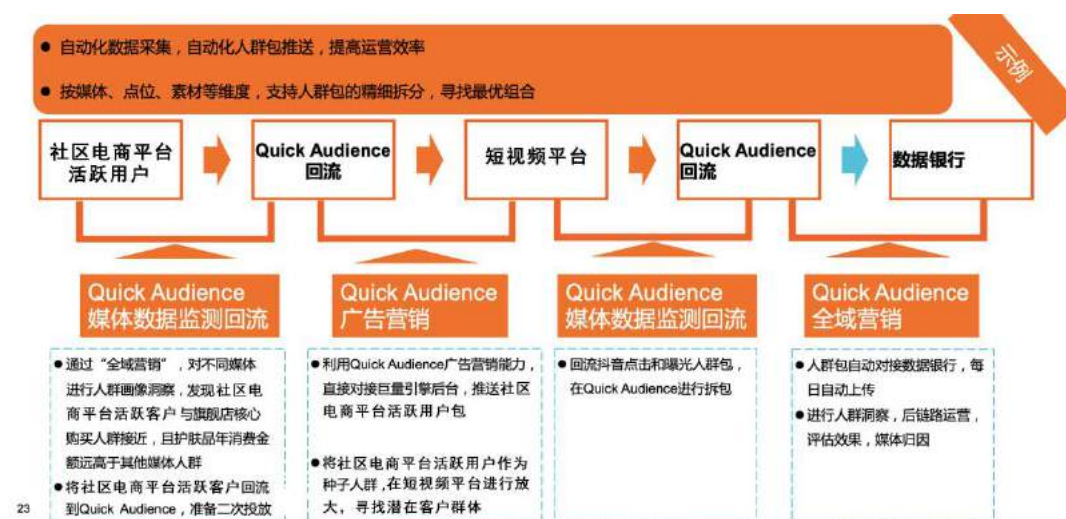 ● 自动化数据采集，自动化人群包推送，提高运营效率
● 按媒体、点位、素材等维度，支持人群包的精细拆分，寻找最优组合
示例
社区电商平台
活跃用户
Quick Audience
回流
短视频平台
Quick Audience
回流
数据银行
Quick Audience
媒体数据监测回流
Quick Audience
广告营销
Quick Audience
媒体数据监测回流
Quick Audience
全域营销
●通过“全域营销”，对不同媒体
进行人群画像洞察，发现社区电
商平台活跃客户与旗舰店核心
购买人群接近，且护肤品年消费金
额远高于其他媒体人群
●将社区电商平台活跃客户回流
到Quick Audience，准备二次投放
●利用Quick Audience广告营销能力，
直接对接巨量引擎后台，推送社区
电商平台活跃用户包
●将社区电商平台活跃用户作为
种子人群,在短视频平台进行放
大，寻找潜在客户群体
●回流抖音点击和曝光人群包，
在Quick Audience进行拆包
●人群包自动对接数据银行，每
日自动上传
●进行人群洞察，后链路运营，
评估效果，媒体归因
23